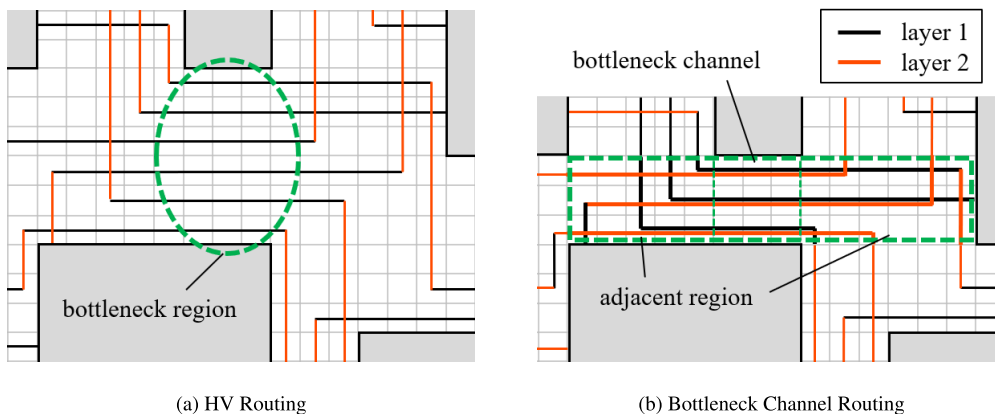 layer 1
layer 2
bottleneck channel
bottleneck region
adjacent region
(a) HV Routing
(b) Bottleneck Channel Routing